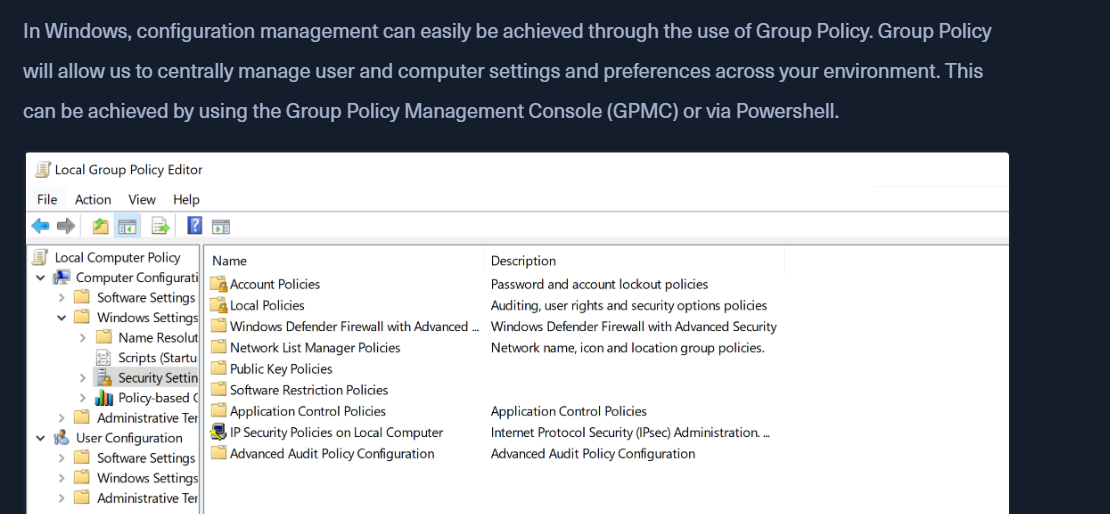 In Windows, configuration management can easily be achieved through the use of Group Policy. Group Policy
will allow us to centrally manage user and computer settings and preferences across your environment. This
can be achieved by using the Group Policy Management Console (GPMC) or via Powershell.
Local Group Policy Editor
File Action View Help
Local Computer Policy
Computer Configurati
Software Settings
Windows Settings
Name Resolut
Scripts (Startu
Security Settin
Policy-based Q
Administrative Ter
User Configuration
Software Settings
Windows Settings
Administrative Ter
Name Description
Account Policies Password and account lockout policies
Local Policies Auditing, user rights and security options policies
Windows Defender Firewall with Advanced ... Windows Defender Firewall with Advanced Security
Network List Manager Policies Network name, icon and location group policies.
Public Key Policies
Software Restriction Policies
Application Control Policies Application Control Policies
IP Security Policies on Local Computer Internet Protocol Security (IPsec) Administration. ...
Advanced Audit Policy Configuration Advanced Audit Policy Configuration